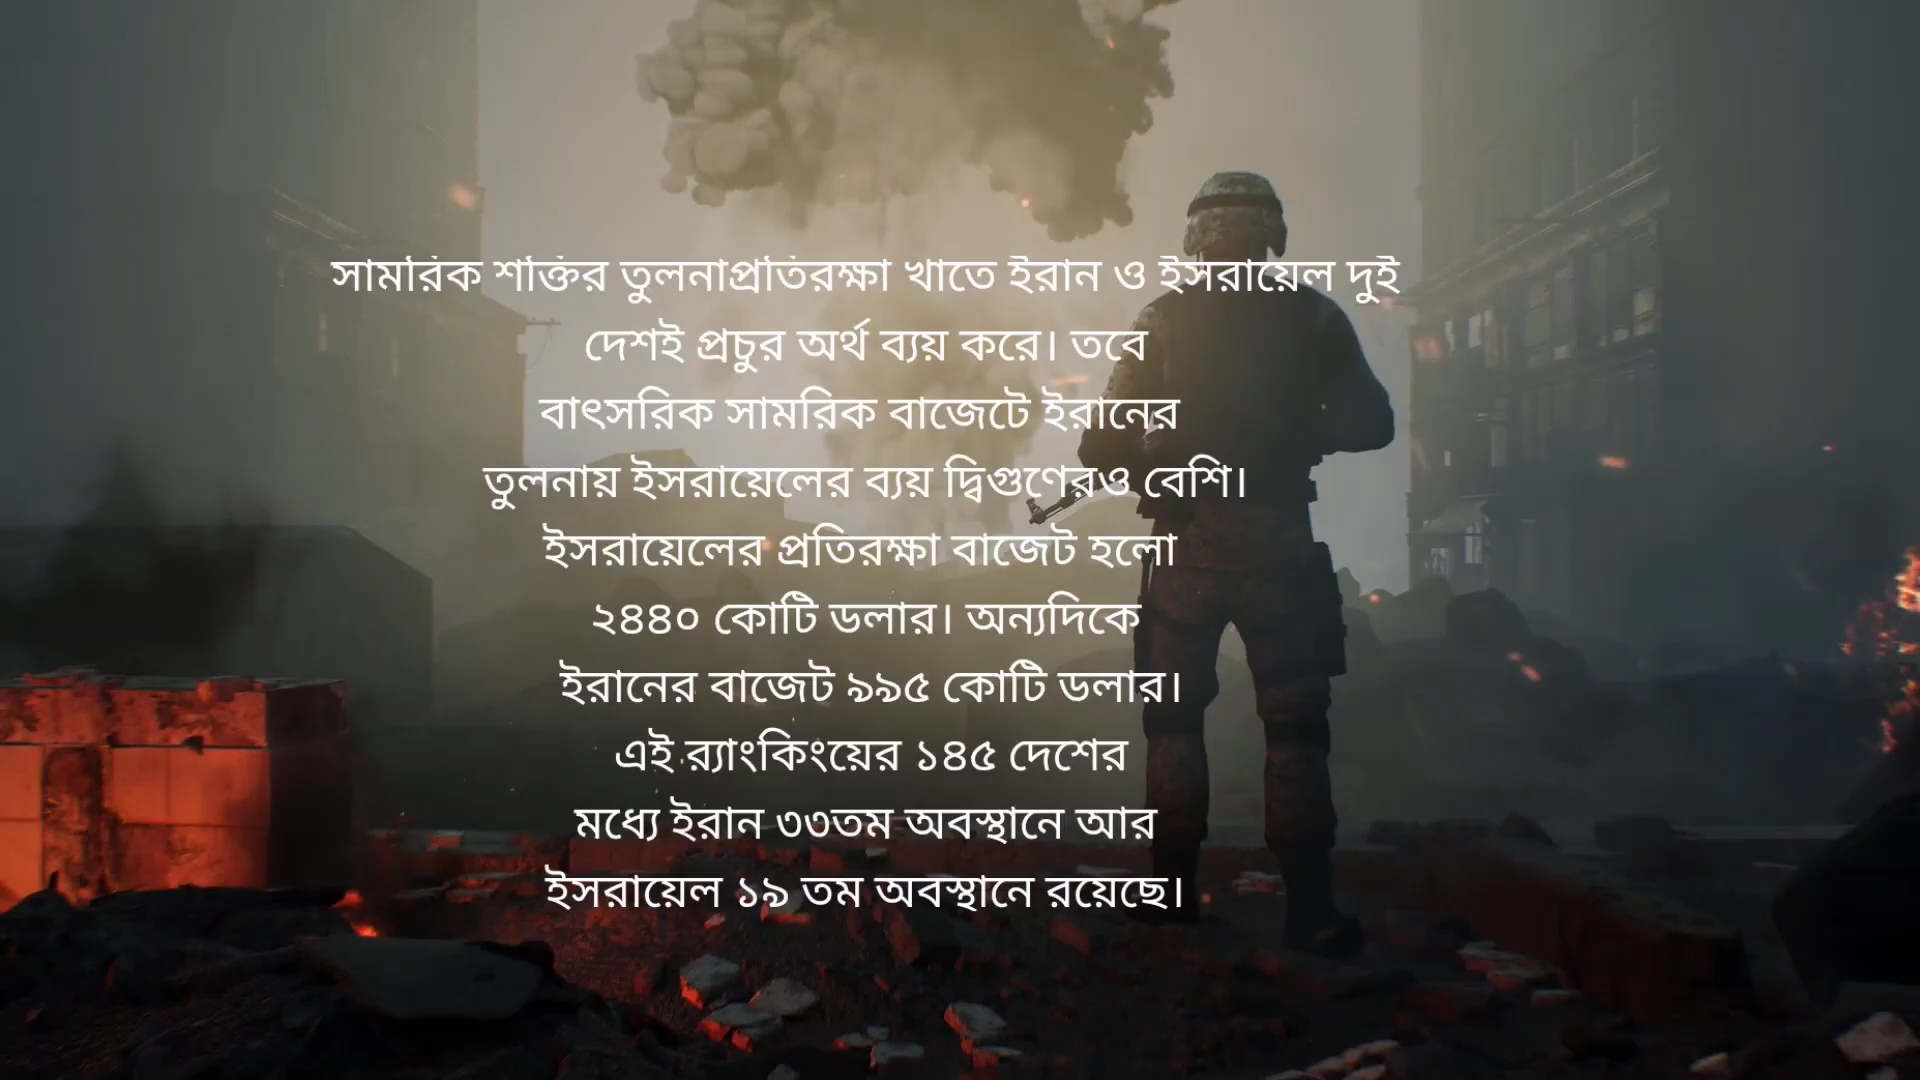 সামরিক শক্তির তুলনাপ্রতিরক্ষা খাতে ইরান ও ইসরায়েল দুই
দেশই প্রচুর অর্থ ব্যয় করে। তবে
বাৎসরিক সামরিক বাজেটে ইরানের
তুলনায় ইসরায়েলের ব্যয় দ্বিগুণেরও বেশি।
ইসরায়েলের প্রতিরক্ষা বাজেট হলো
২৪৪০ কোটি ডলার। অন্যদিকে
ইরানের বাজেট ৯৯৫ কোটি ডলার।
এই র‍্যাংকিংয়ের ১৪৫ দেশের
মধ্যে ইরান ৩৩তম অবস্থানে আর
ইসরায়েল ১৯ তম অবস্থানে রয়েছে।